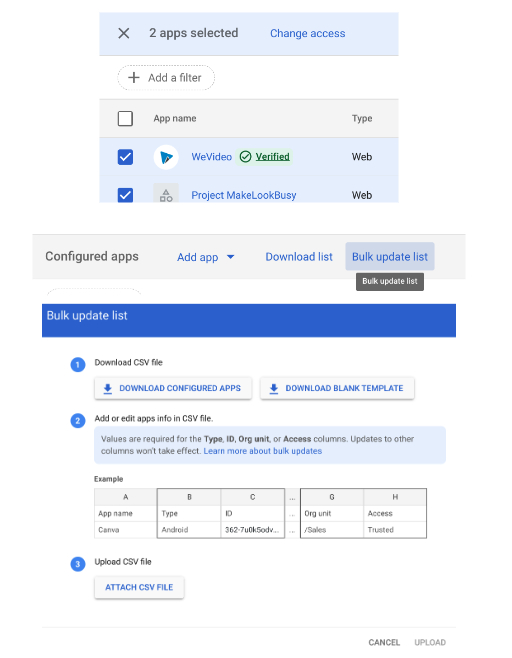 2 apps selected Change access
Add a filter
App name Type
WeVideo Verified Web
Project MakeLookBusy Web
Configured apps Add app Download list Bulk update list
Bulk update list
Bulk update list
1 Download CSV file
DOWNLOAD CONFIGURED APPS DOWNLOAD BLANK TEMPLATE
2 Add or edit apps info in CSV file.
Values are required for the Type, ID, Org unit, or Access columns. Updates to other
columns won't take effect. Learn more about bulk updates
Example
A B C ... G H
App name Type ID ... Org unit Access
Canva Android 362-7u0k5odv... ... /Sales Trusted
3 Upload CSV file
ATTACH CSV FILE
CANCEL UPLOAD